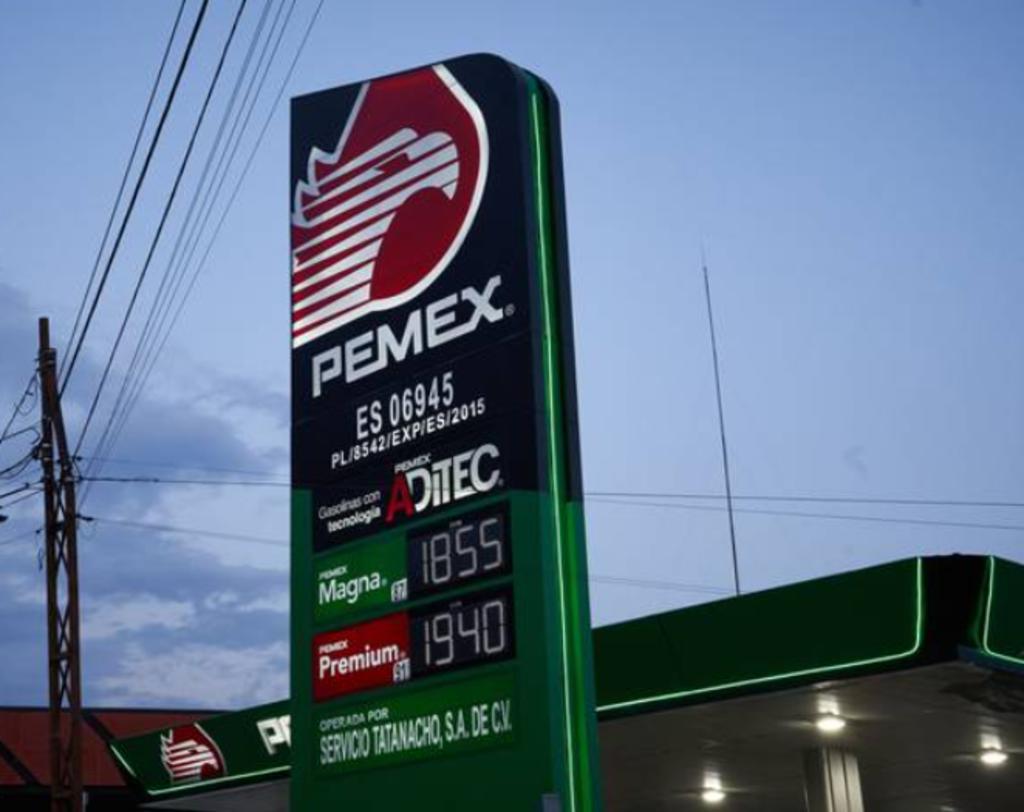 PEMEX®
ES 06945
PL/8542/EXP/ES/2015
Gasolinas con
tecnología
PEMEX
ADiTEC
PEMEX
Magna® 87
1855
PEMEX
Premium® 91
1940
OPERADA POR
SERVICIO TATANACHO, S.A. DE C.V.